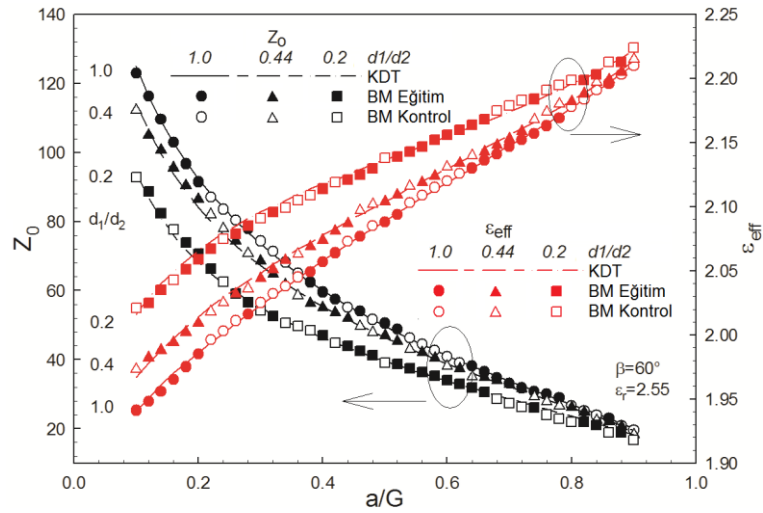 140
120
100
80
60
40
20
Z0
1.0
0.4
0.2
d1/d2
0.2
0.4
1.0
Z0
1.0 0.44 0.2 d1/d2
KDT
BM Eğitim
BM Kontrol
εeff
1.0 0.44 0.2 d1/d2
KDT
BM Eğitim
BM Kontrol
β=60°
εr=2.55
2.25
2.20
2.15
2.10
2.05
2.00
1.95
1.90
εeff
0.0 0.2 0.4 0.6 0.8 1.0
a/G